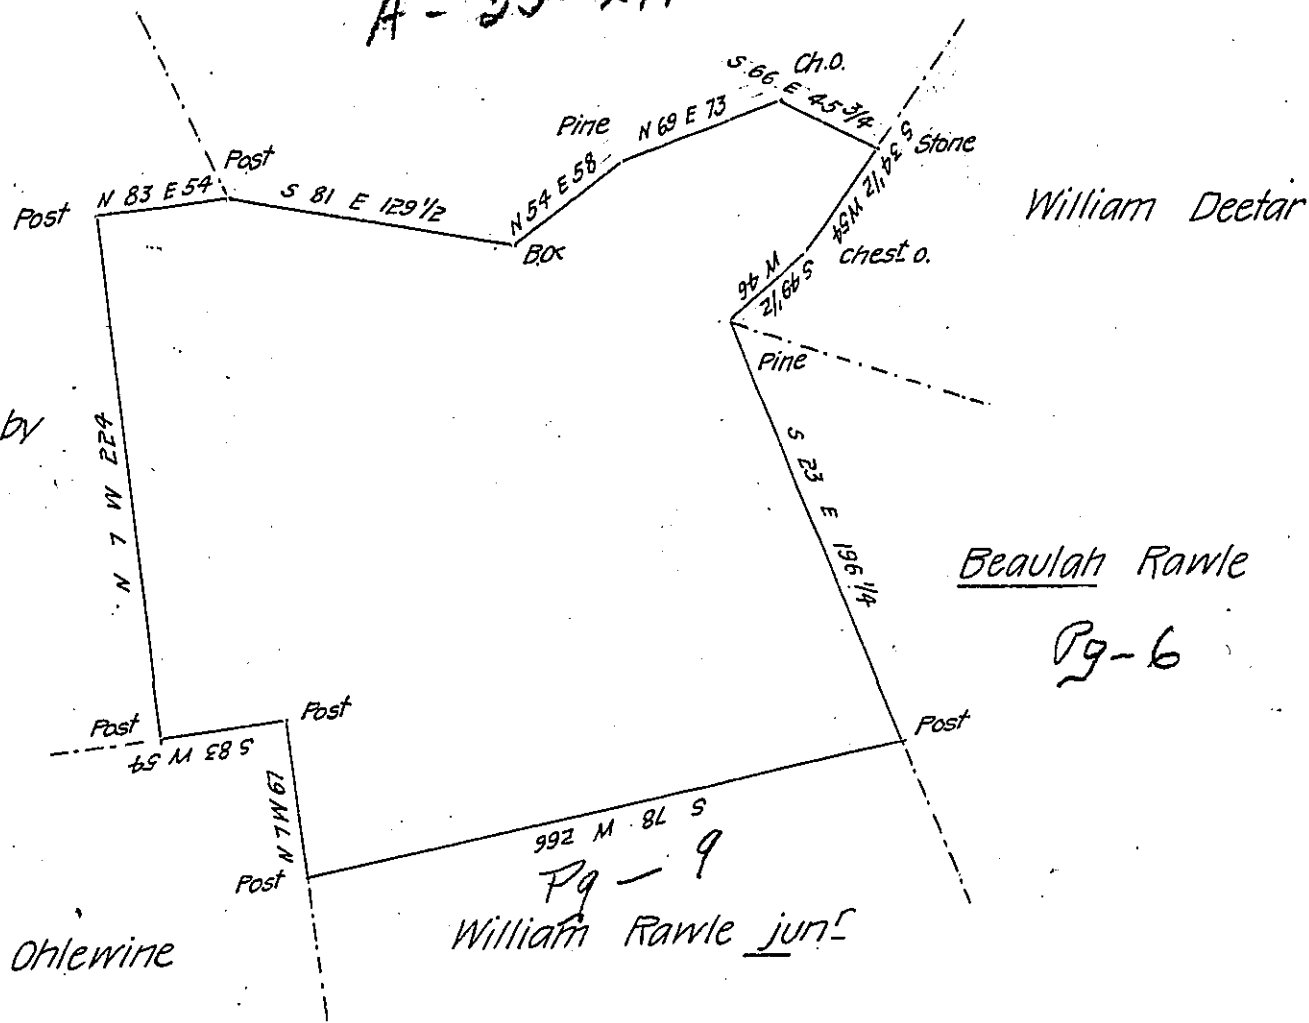 Ch.O.
S 66 E 45 3/4
Pine
N 69 E 73
Stone
Post
N 83 E 54
S 81 E 129 1/2
N 54 E 58
S 34 1/2 W 54
William Deetar
Post
B.O
chest o.
S 49 1/2 W 46
Pine
by
N 7 W 224
S 23 E 196 1/4
Beaulah Rawle
Pg - 6
Post
Post
Post
S 83 W 54
N 7 W 67
S 78 W 266
Post
Pg - 9
William Rawle junr
Ohlewine